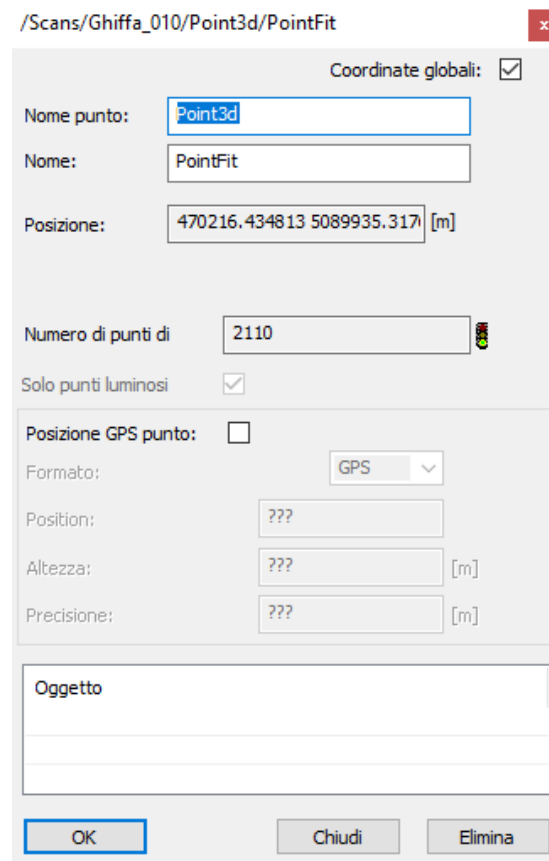 /Scans/Ghiffa_010/Point3d/PointFit
x
Coordinate globali:
Nome punto: Point3d
Nome: PointFit
Posizione: 470216.434813 5089935.317 [m]
Numero di punti di 2110
Solo punti luminosi
Posizione GPS punto:
Formato: GPS
Position: ???
Altezza: ??? [m]
Precisione: ??? [m]
Oggetto
OK Chiudi Elimina